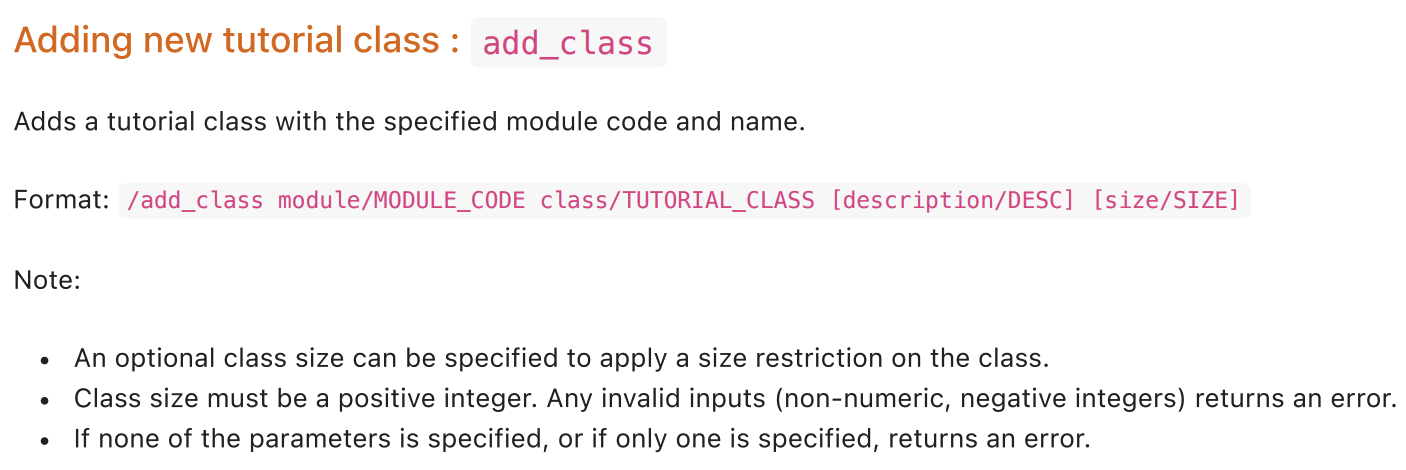 Adding new tutorial class : add_class
Adds a tutorial class with the specified module code and name.
Format: /add_class module/MODULE_CODE class/TUTORIAL_CLASS [description/DESC] [size/SIZE]
Note:
• An optional class size can be specified to apply a size restriction on the class.
• Class size must be a positive integer. Any invalid inputs (non-numeric, negative integers) returns an error.
• If none of the parameters is specified, or if only one is specified, returns an error.